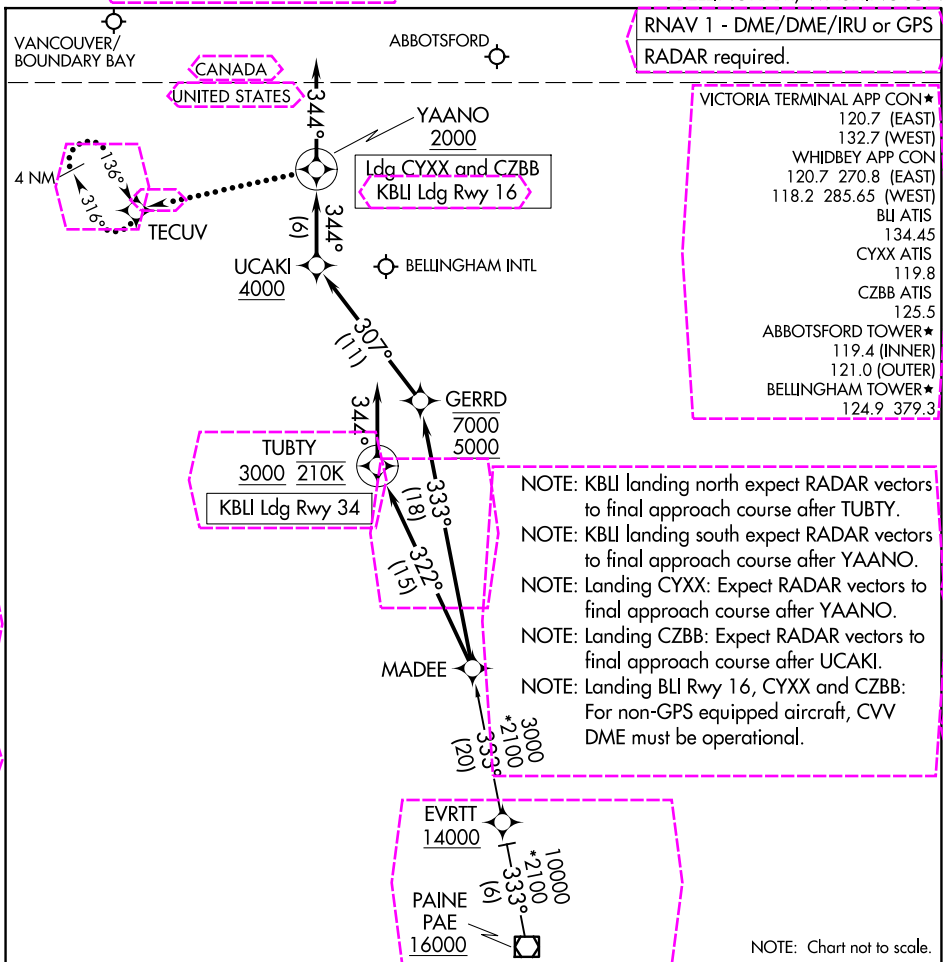 VANCOUVER/
BOUNDARY BAY
ABBOTSFORD
RNAV 1 - DME/DME/IRU or GPS
RADAR required.
CANADA
UNITED STATES
344°
YAANO
2000
Ldg CYXX and CZBB
KBLI Ldg Rwy 16
4 NM
136°
316°
TECUV
344°
(6)
UCAKI
4000
BELLINGHAM INTL
VICTORIA TERMINAL APP CON★
120.7 (EAST)
132.7 (WEST)
WHIDBEY APP CON
120.7 270.8 (EAST)
118.2 285.65 (WEST)
BLI ATIS
134.45
CYXX ATIS
119.8
CZBB ATIS
125.5
ABBOTSFORD TOWER★
119.4 (INNER)
121.0 (OUTER)
BELLINGHAM TOWER★
124.9 379.3
307°
(11)
GERRD
7000
5000
344°
TUBTY
3000 210K
KBLI Ldg Rwy 34
333°
(18)
322°
(15)
NOTE: KBLI landing north expect RADAR vectors
to final approach course after TUBTY.
NOTE: KBLI landing south expect RADAR vectors
to final approach course after YAANO.
NOTE: Landing CYXX: Expect RADAR vectors to
final approach course after YAANO.
NOTE: Landing CZBB: Expect RADAR vectors to
final approach course after UCAKI.
NOTE: Landing BLI Rwy 16, CYXX and CZBB:
For non-GPS equipped aircraft, CVV
DME must be operational.
MADEE
3000
*2100
333°
(20)
EVRTT
14000
10000
*2100
333°
(6)
PAINE
PAE
16000
NOTE: Chart not to scale.